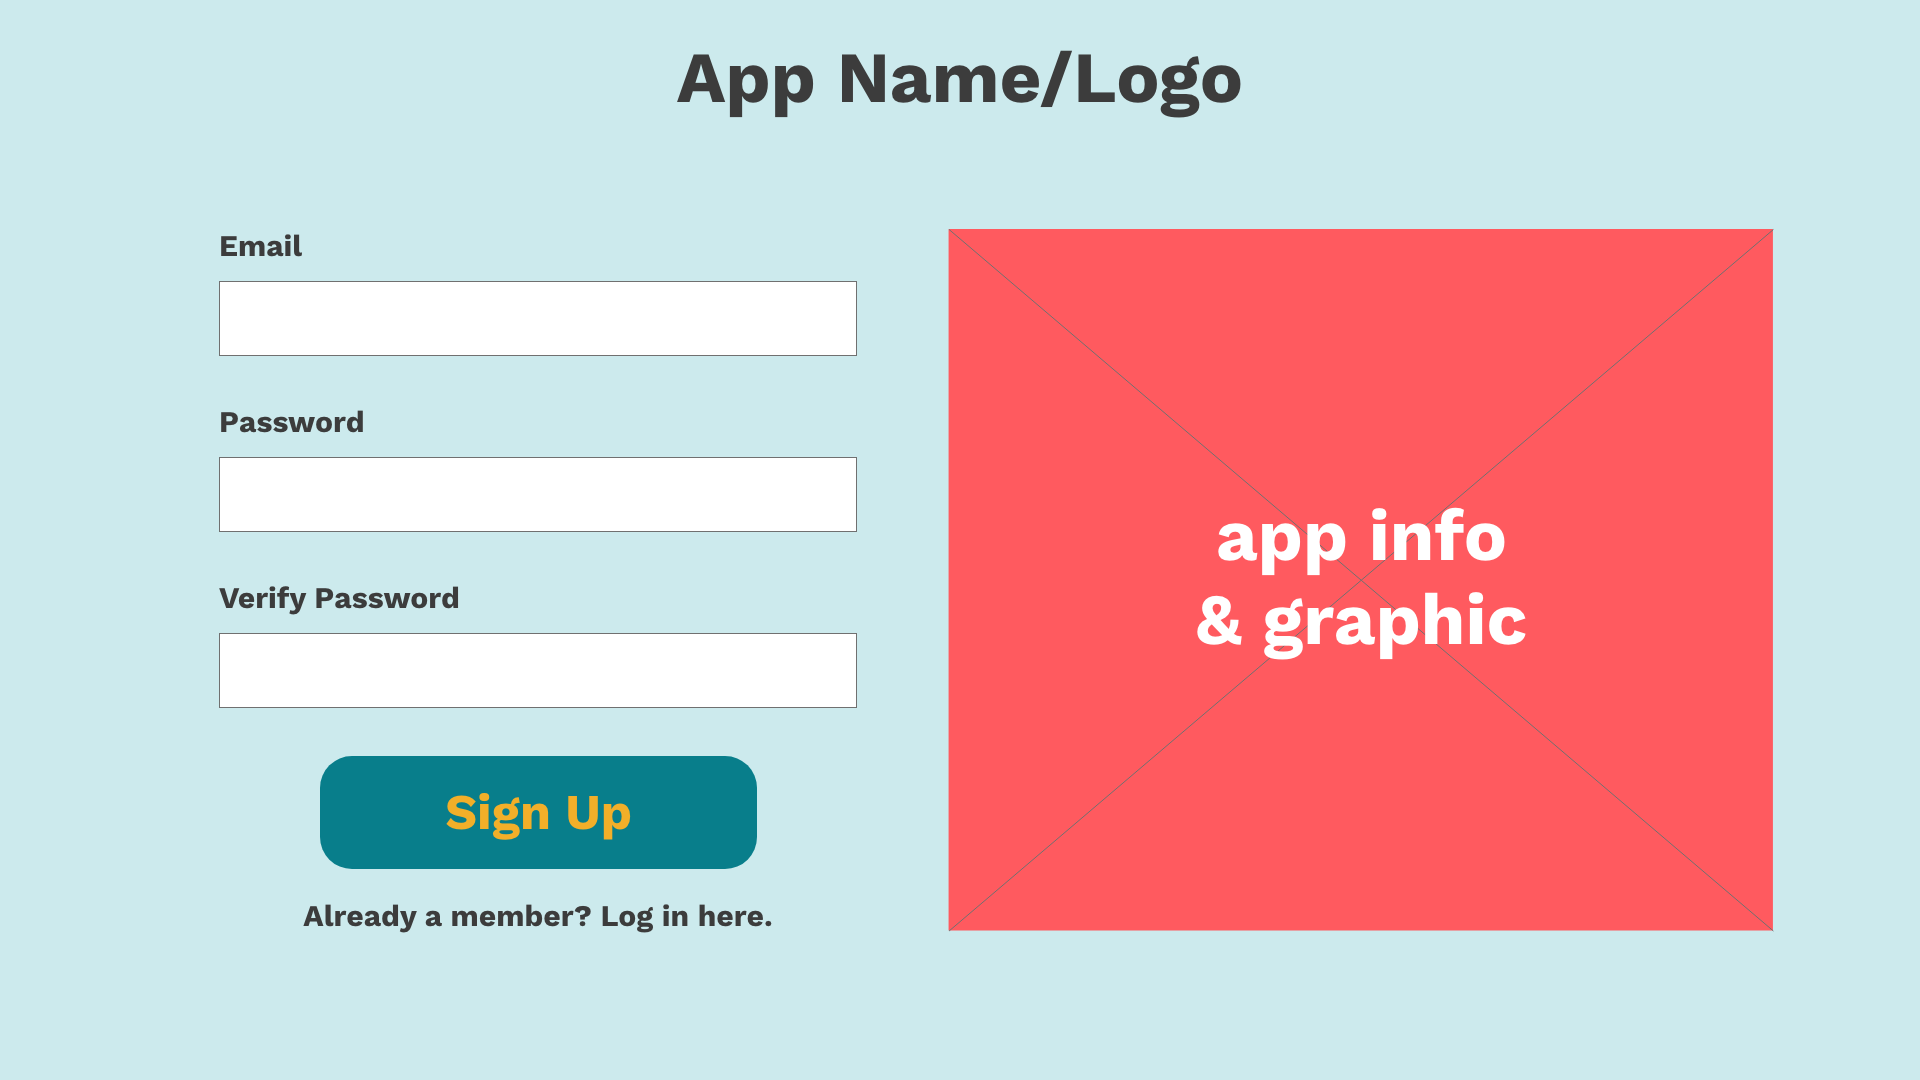 App Name/Logo
Email
Password
Verify Password
Sign Up
Already a member? Log in here.
app info
& graphic